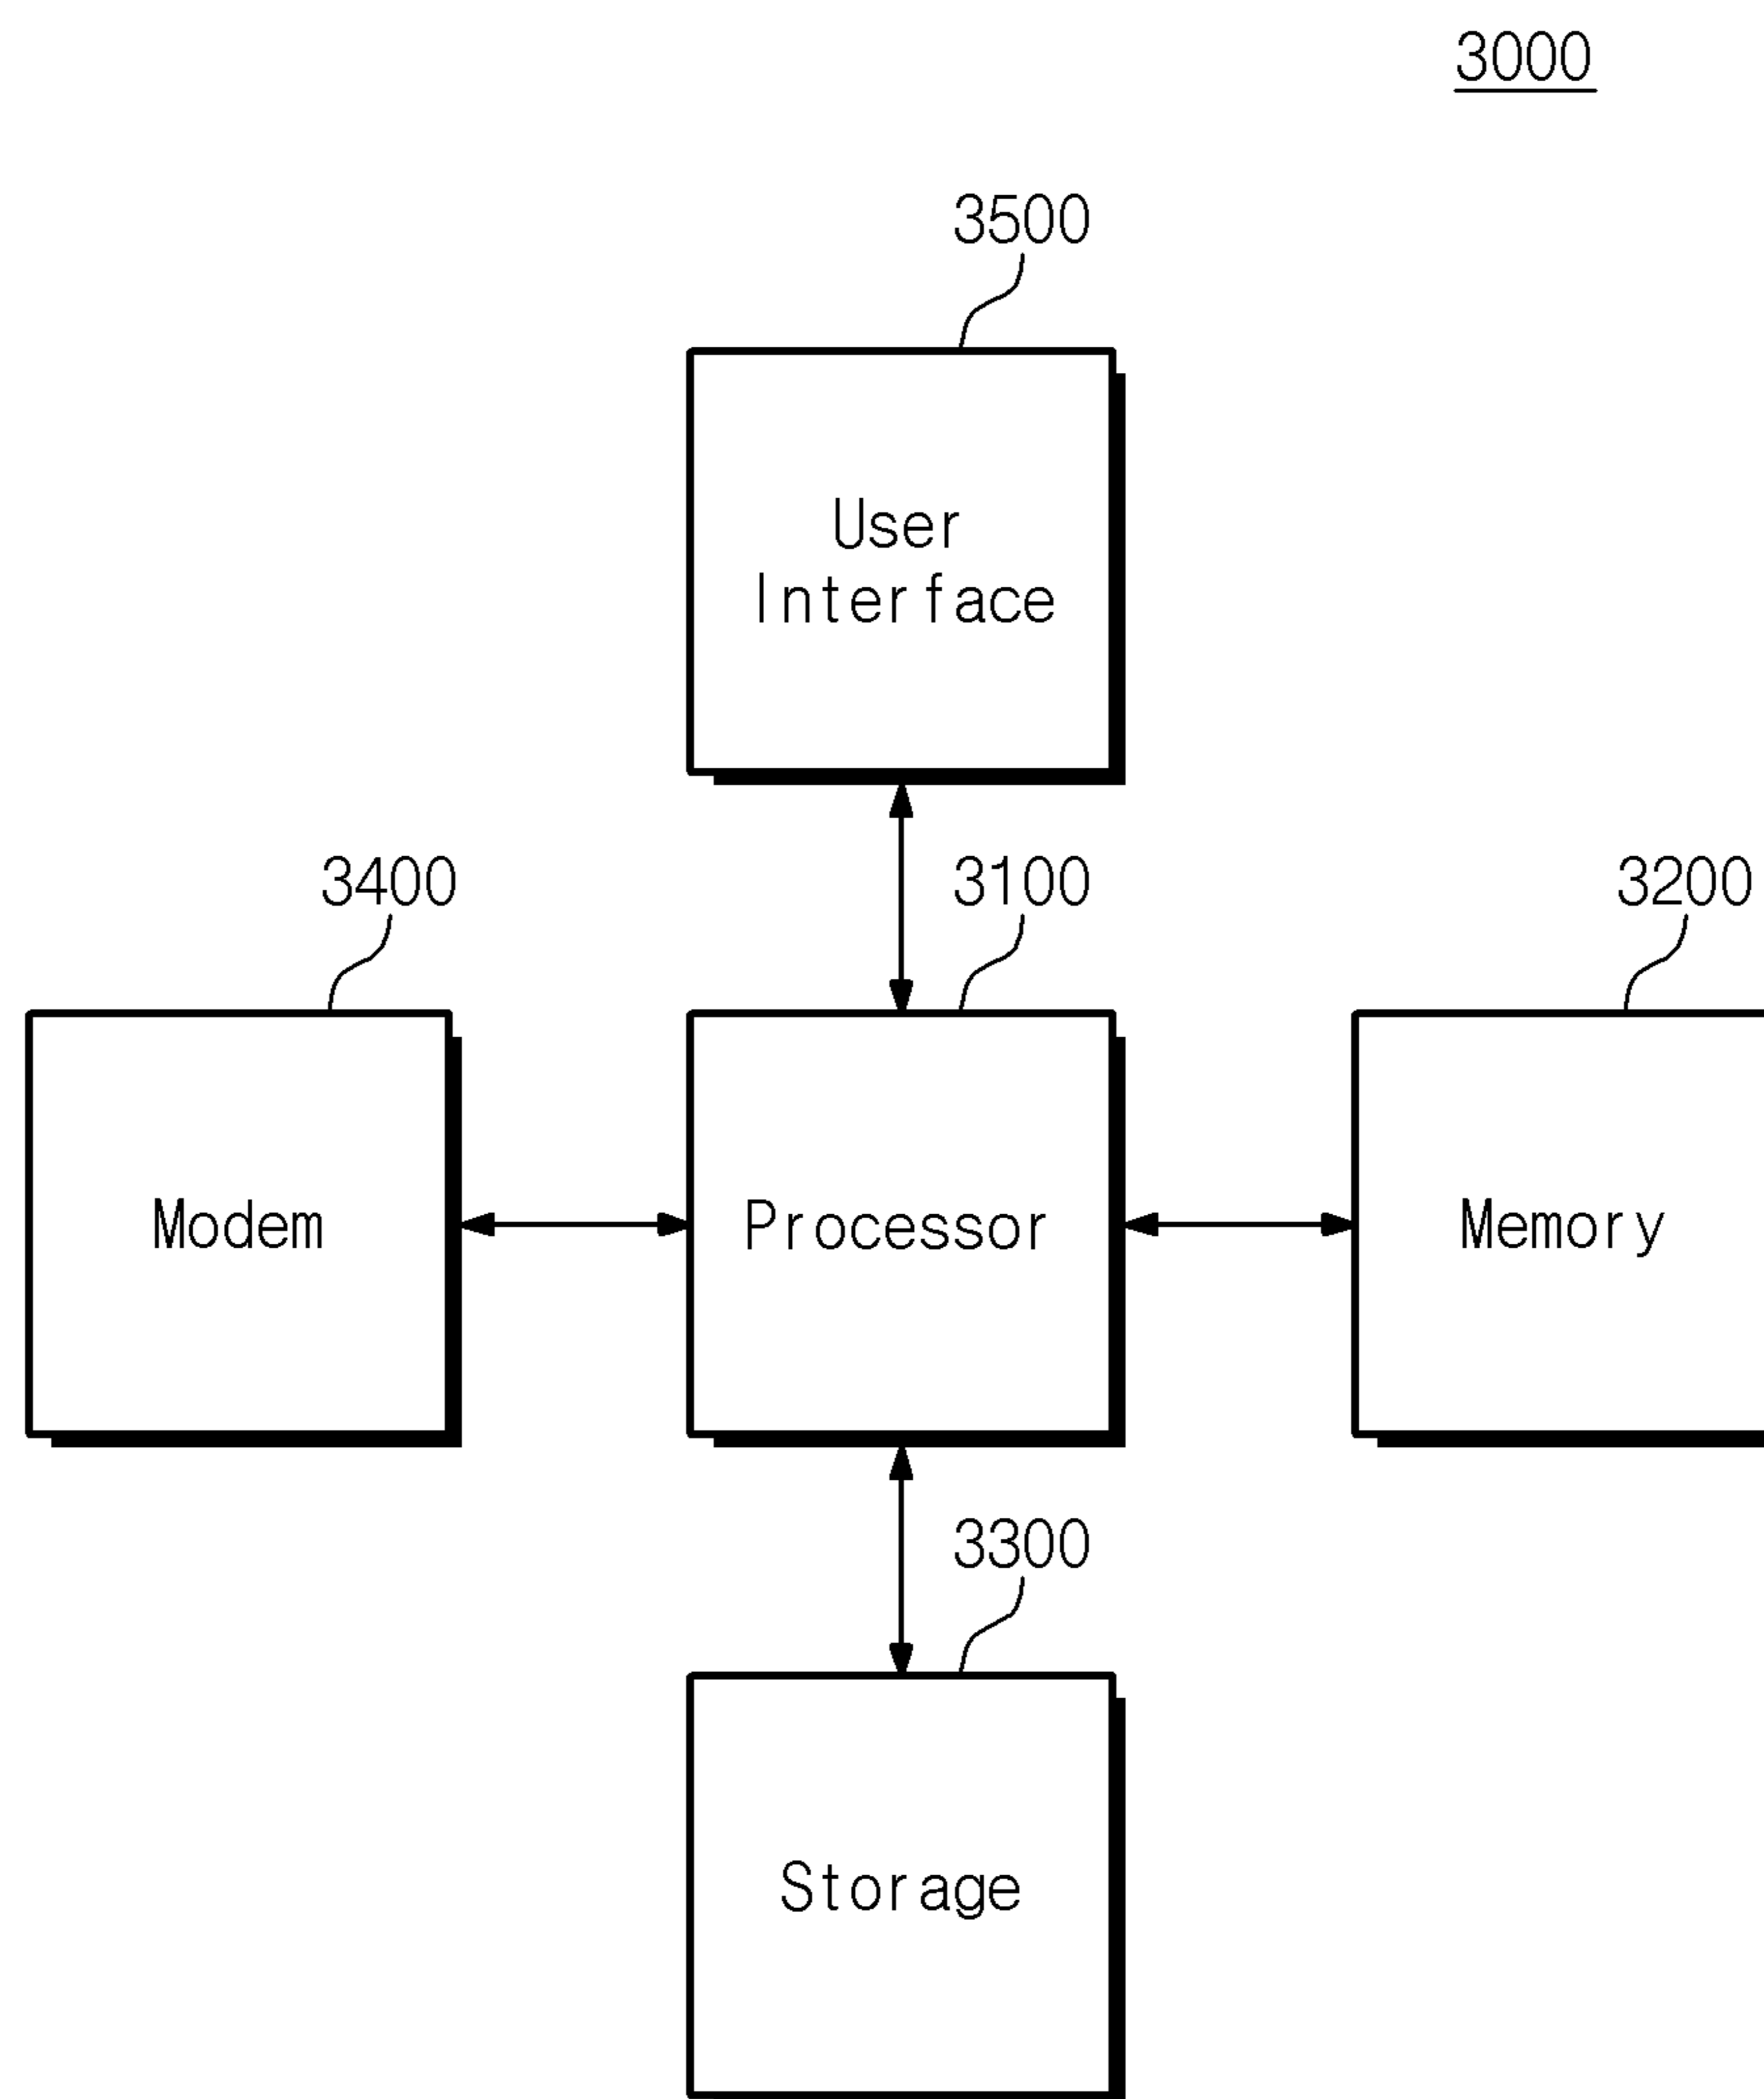 3000
3500
User
Interface
3400
3100
3200
Modem
Processor
Memory
3300
Storage